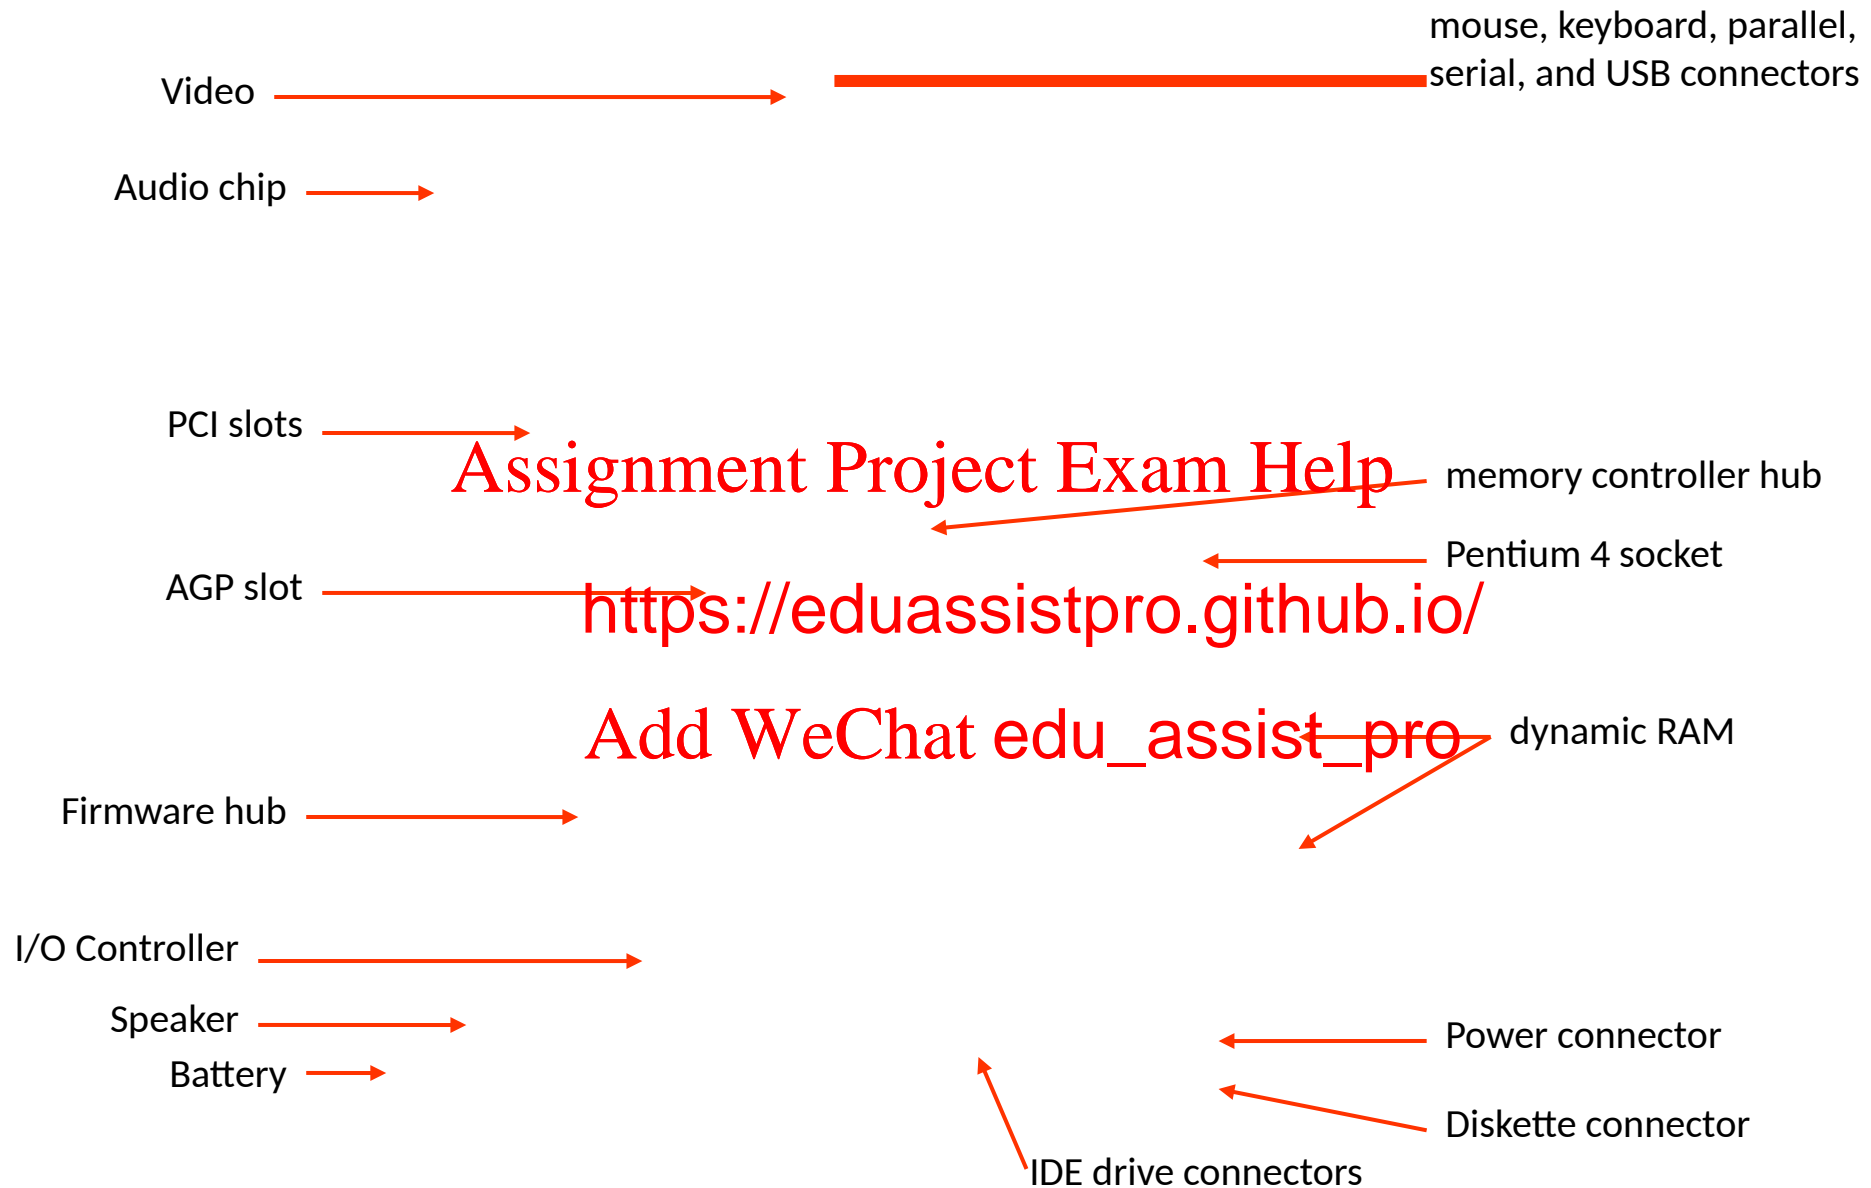 mouse, keyboard, parallel,
serial, and USB connectors
Video
Audio chip
PCI slots
Assignment Project Exam Help
memory controller hub
Pentium 4 socket
AGP slot
https://eduassistpro.github.io/
Add WeChat edu_assist_pro
dynamic RAM
Firmware hub
I/O Controller
Speaker
Power connector
Battery
Diskette connector
IDE drive connectors